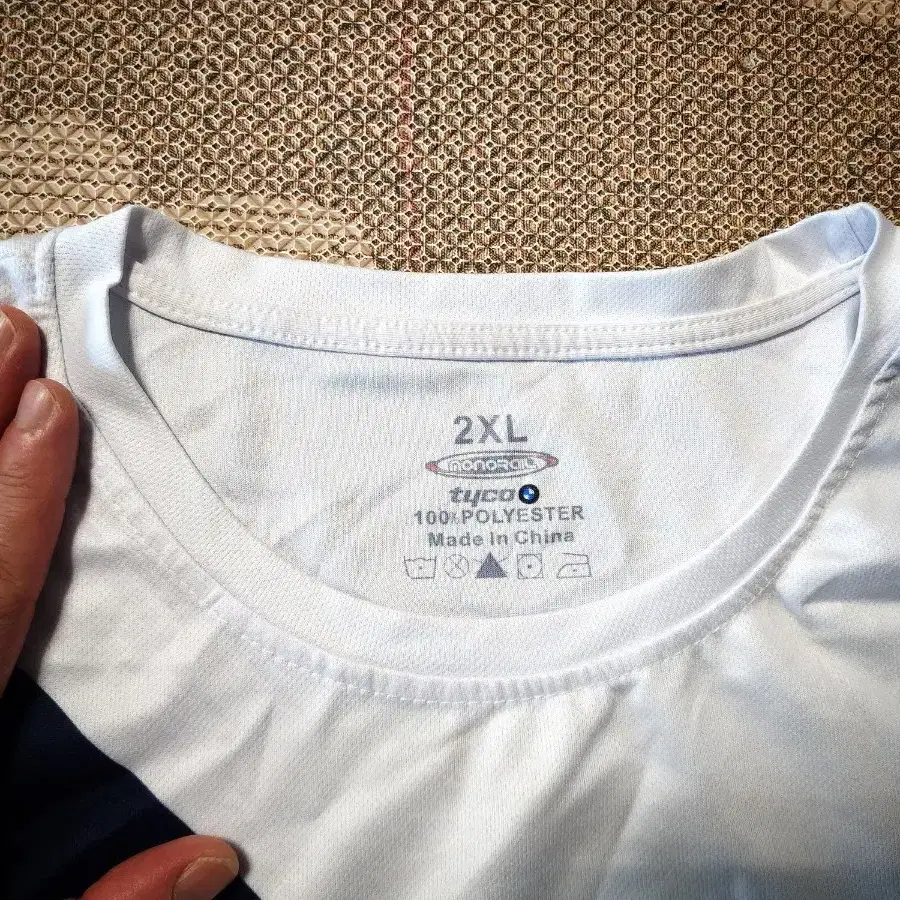 2XL
MONORAIL
tyco
100%POLYESTER
Made In China